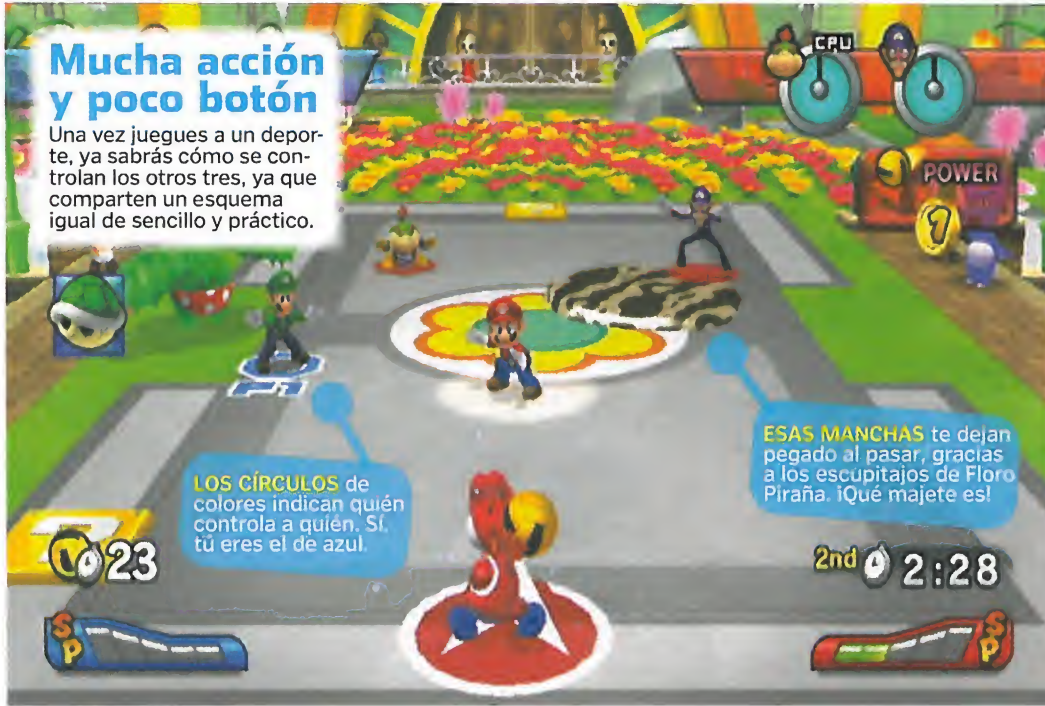 Mucha acción
y poco botón
Una vez juegues a un depor-
te, ya sabrás cómo se con-
trolan los otros tres, ya que
comparten un esquema
igual de sencillo y práctico.
CPU
POWER
1
LOS CÍRCULOS de
colores indican quién
controla a quién. Sí,
tú eres el de azul.
ESAS MANCHAS te dejan
pegado al pasar, gracias
a los escupitajos de Floro
Piraña. ¡Qué majete es!
23
2nd 2:28
SP
SP